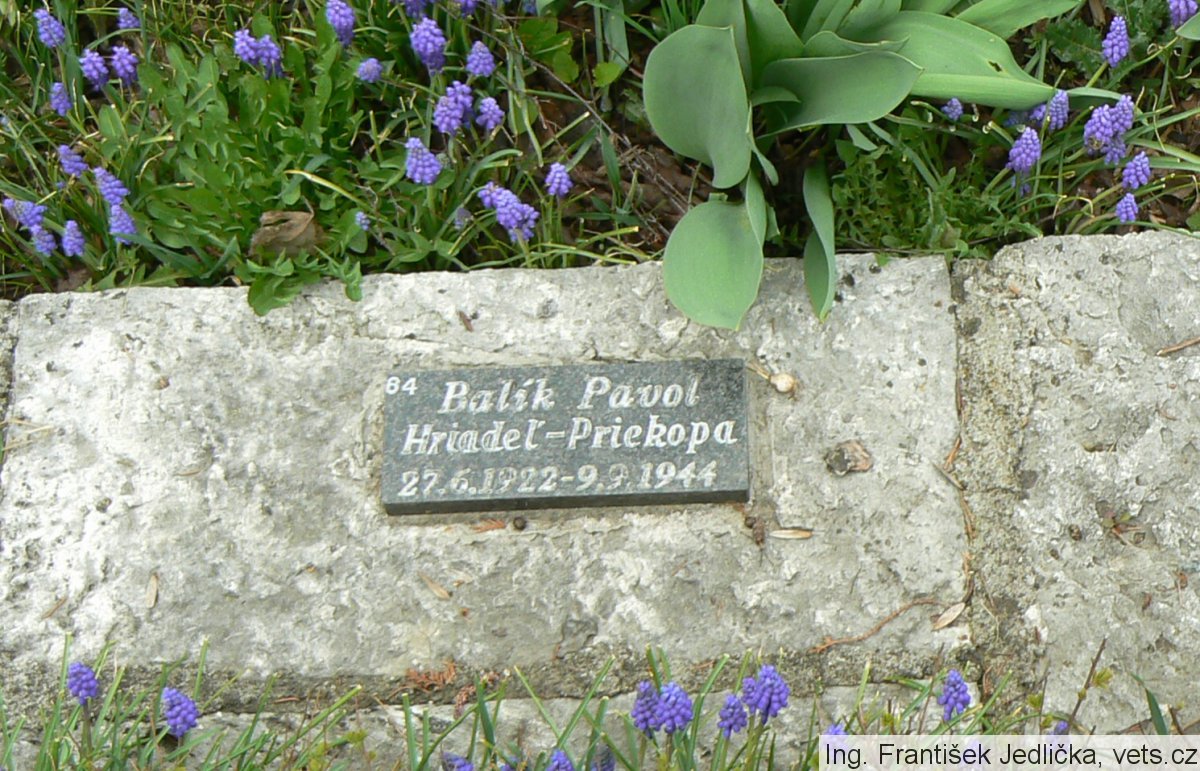 84 Balík Pavol
Hriadeľ-Priekopa
27.6.1922-9.9.1944
Ing. František Jedlička, vets.cz